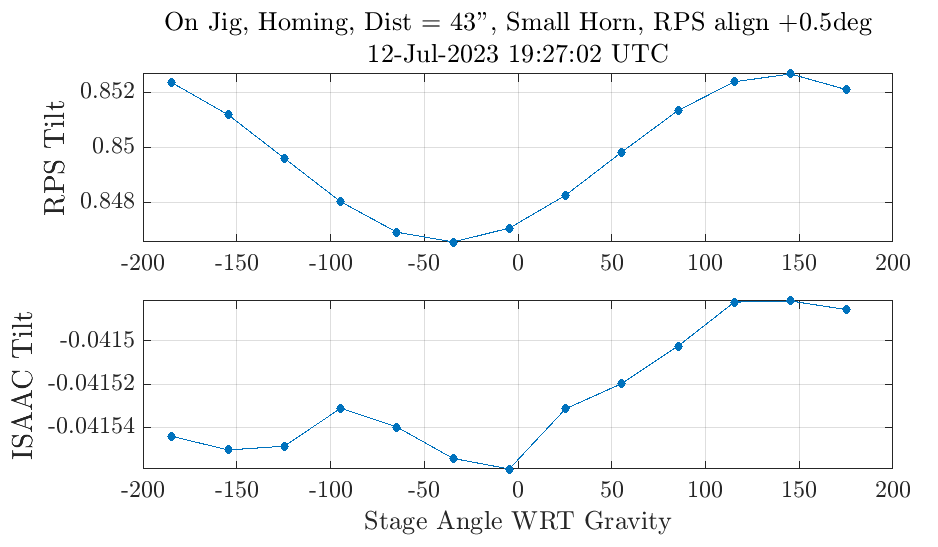 On Jig, Homing, Dist = 43”, Small Horn, RPS align +0.5deg
12-Jul-2023 19:27:02 UTC
RPS Tilt
0.852
0.85
0.848
-200 -150 -100 -50 0 50 100 150 200
ISAAC Tilt
-0.0415
-0.04152
-0.04154
-200 -150 -100 -50 0 50 100 150 200
Stage Angle WRT Gravity